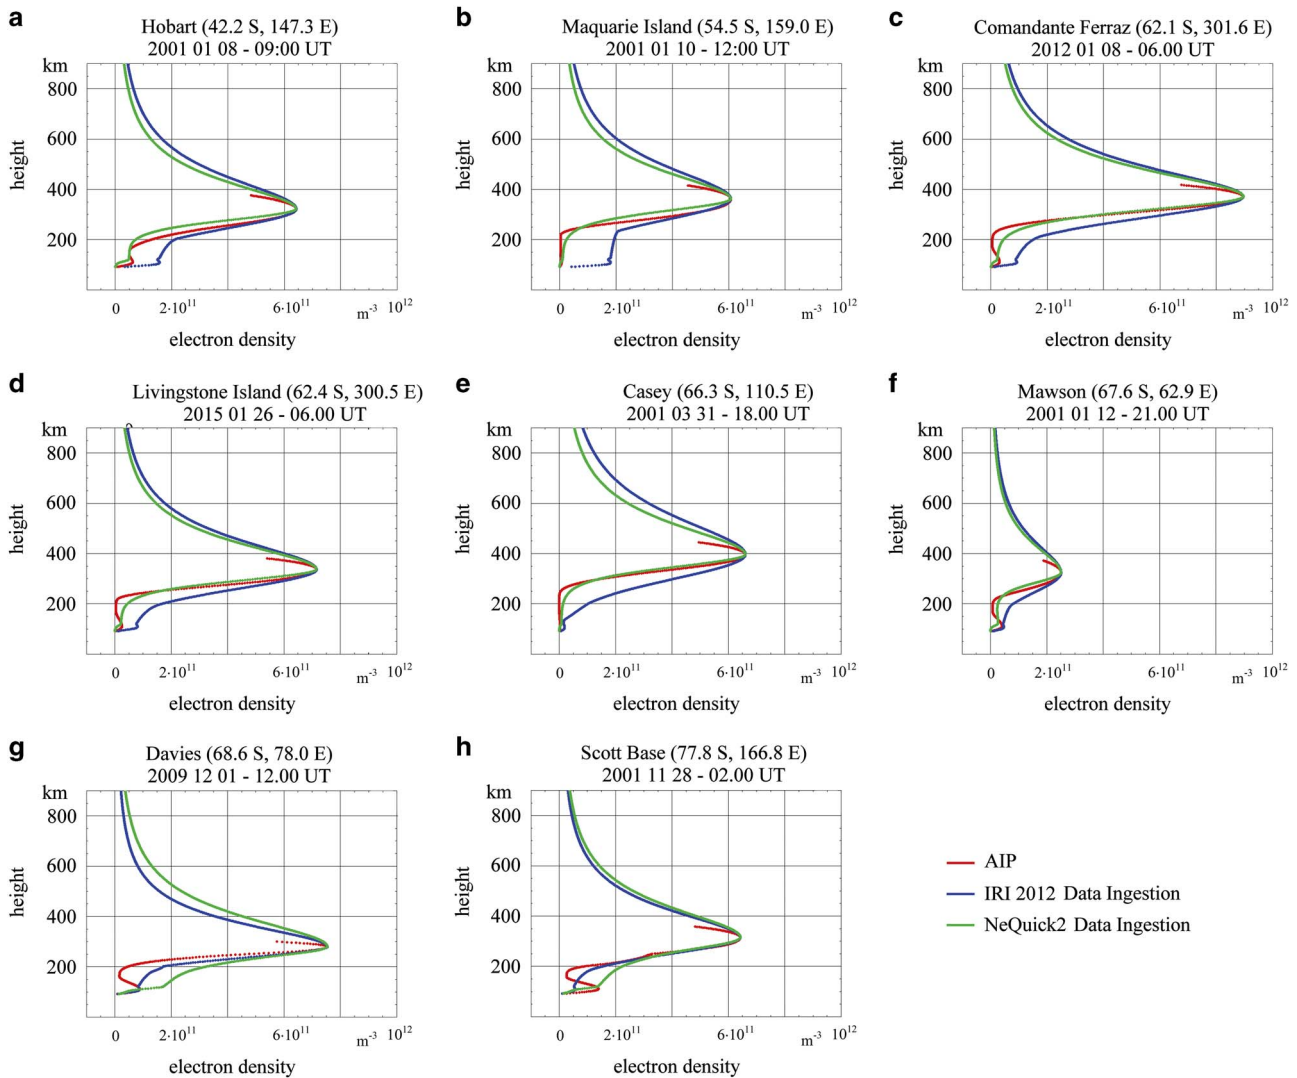 a
Hobart (42.2 S, 147.3 E)
2001 01 08 - 09:00 UT
km
800
600
400
200
height
0
2·10¹¹
6·10¹¹
m⁻³
10¹²
electron density
b
Maquarie Island (54.5 S, 159.0 E)
2001 01 10 - 12:00 UT
km
800
600
400
200
height
0
2·10¹¹
6·10¹¹
m⁻³
10¹²
electron density
c
Comandante Ferraz (62.1 S, 301.6 E)
2012 01 08 - 06.00 UT
km
800
600
400
200
height
0
2·10¹¹
6·10¹¹
m⁻³
10¹²
electron density
d
Livingstone Island (62.4 S, 300.5 E)
2015 01 26 - 06.00 UT
km
800
600
400
200
height
0
2·10¹¹
6·10¹¹
m⁻³
10¹²
electron density
e
Casey (66.3 S, 110.5 E)
2001 03 31 - 18.00 UT
km
800
600
400
200
height
0
2·10¹¹
6·10¹¹
m⁻³
10¹²
electron density
f
Mawson (67.6 S, 62.9 E)
2001 01 12 - 21.00 UT
km
800
600
400
200
height
0
2·10¹¹
6·10¹¹
m⁻³
10¹²
electron density
g
Davies (68.6 S, 78.0 E)
2009 12 01 - 12.00 UT
km
800
600
400
200
height
0
2·10¹¹
6·10¹¹
m⁻³
10¹²
electron density
h
Scott Base (77.8 S, 166.8 E)
2001 11 28 - 02.00 UT
km
800
600
400
200
height
0
2·10¹¹
6·10¹¹
m⁻³
10¹²
electron density
AIP
IRI 2012 Data Ingestion
NeQuick2 Data Ingestion